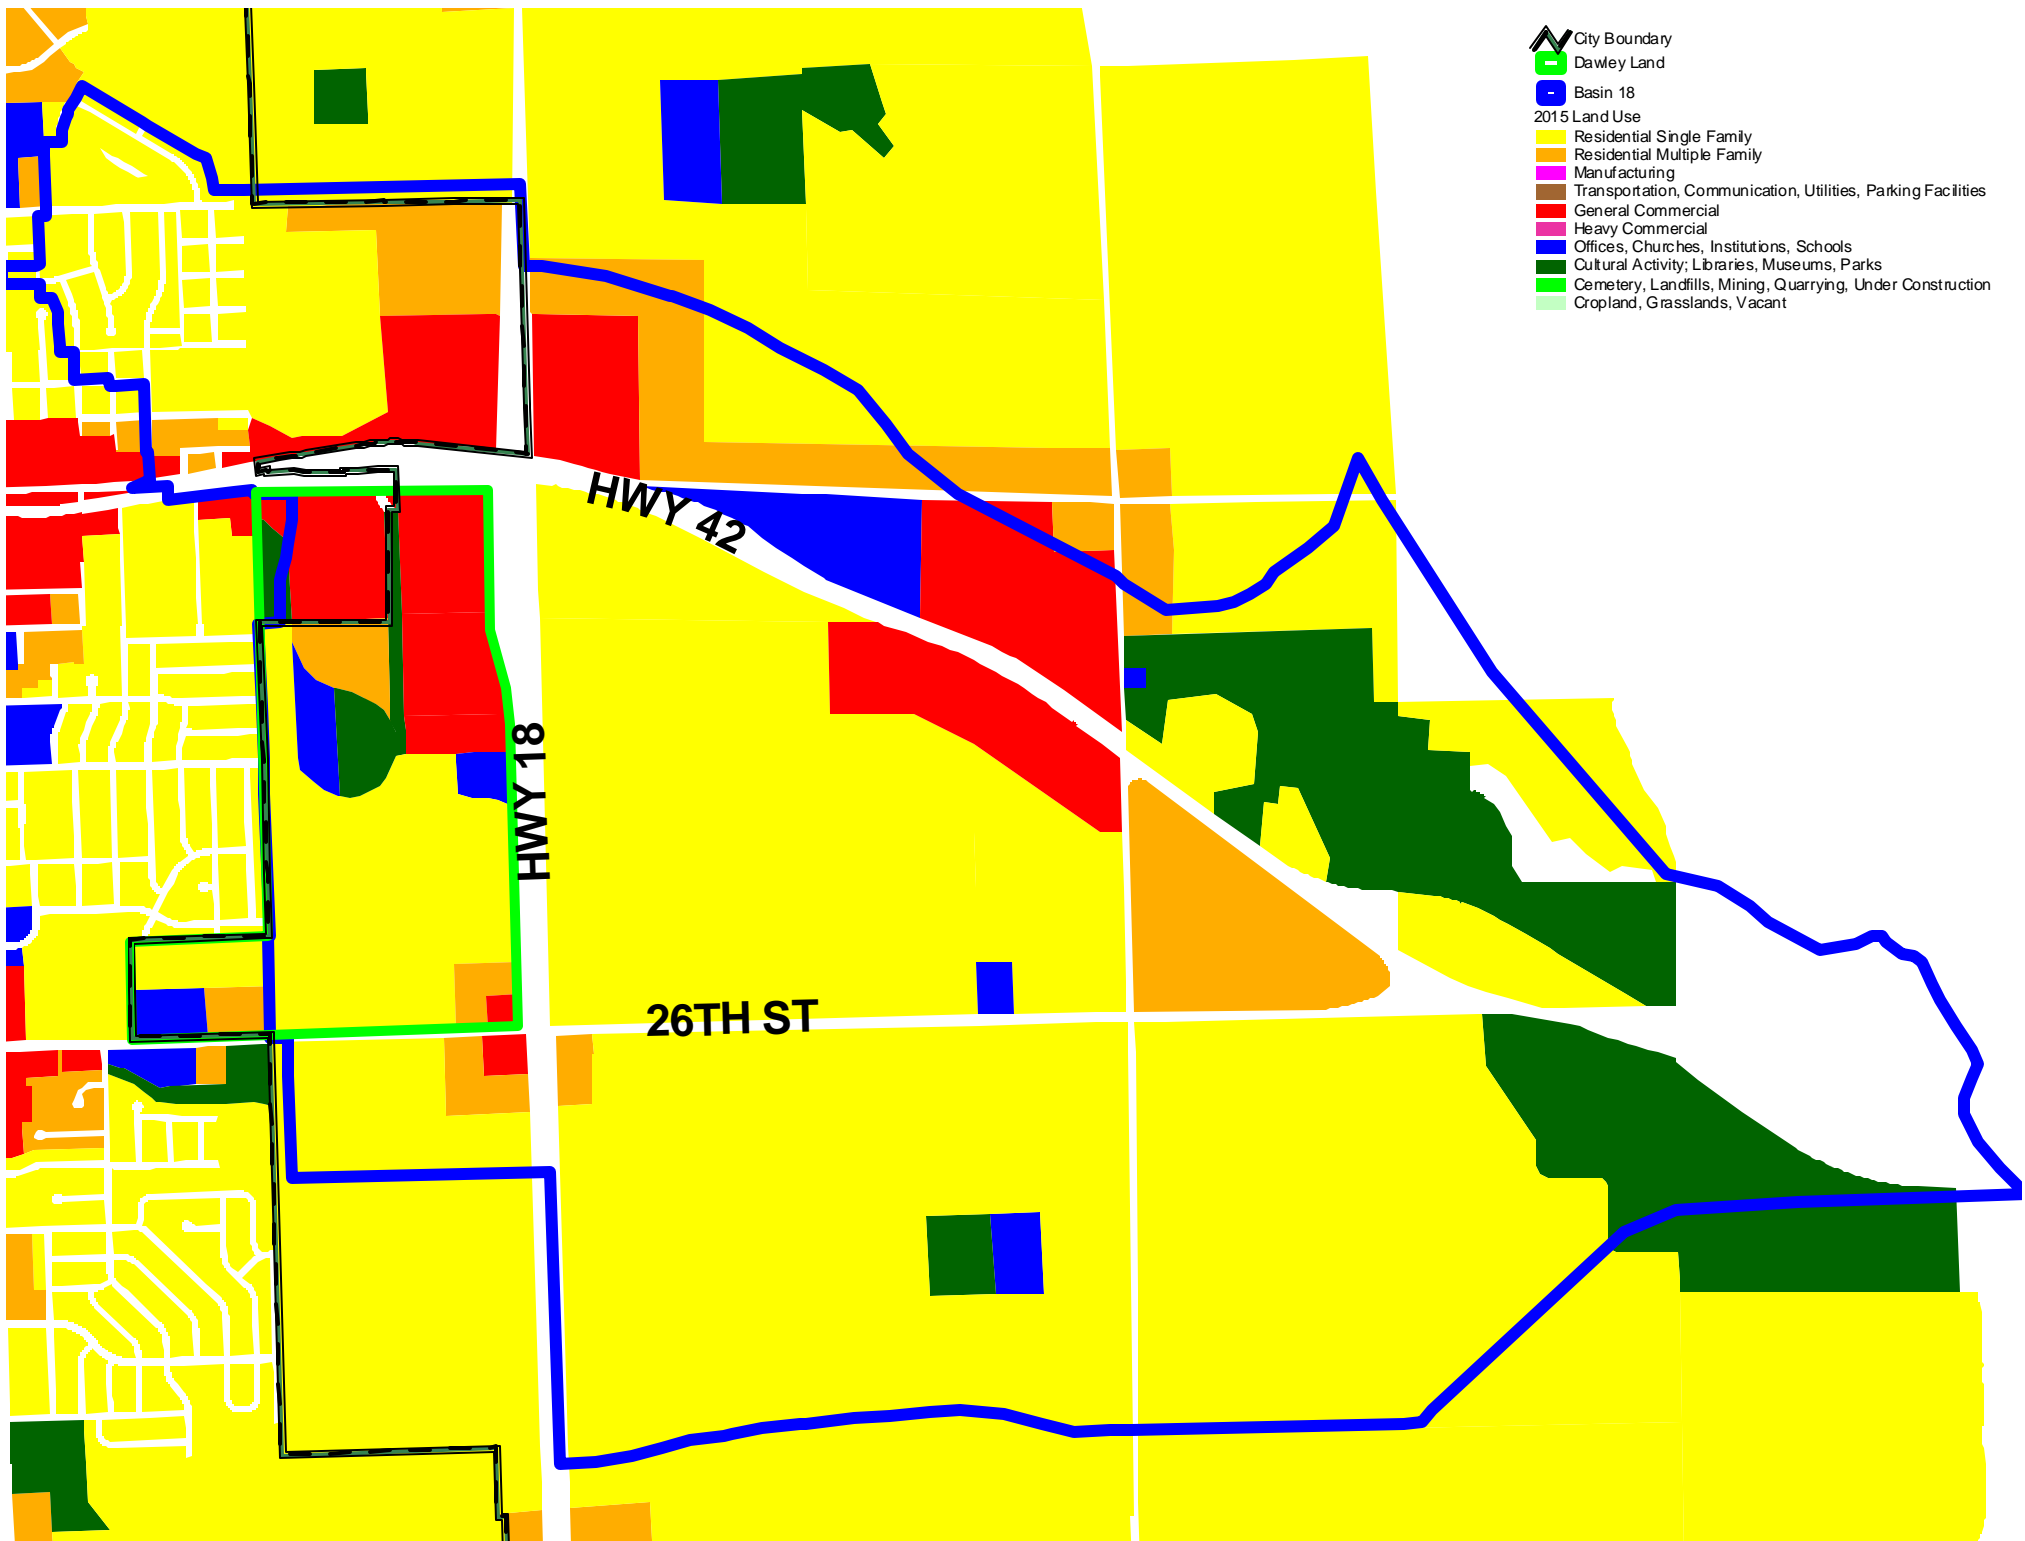 City Boundary
Dawley Land
Basin 18
2015 Land Use
Residential Single Family
Residential Multiple Family
Manufacturing
Transportation, Communication, Utilities, Parking Facilities
General Commercial
Heavy Commercial
Offices, Churches, Institutions, Schools
Cultural Activity; Libraries, Museums, Parks
Cemetery, Landfills, Mining, Quarrying, Under Construction
Cropland, Grasslands, Vacant
HWY 42
HWY 18
26TH ST